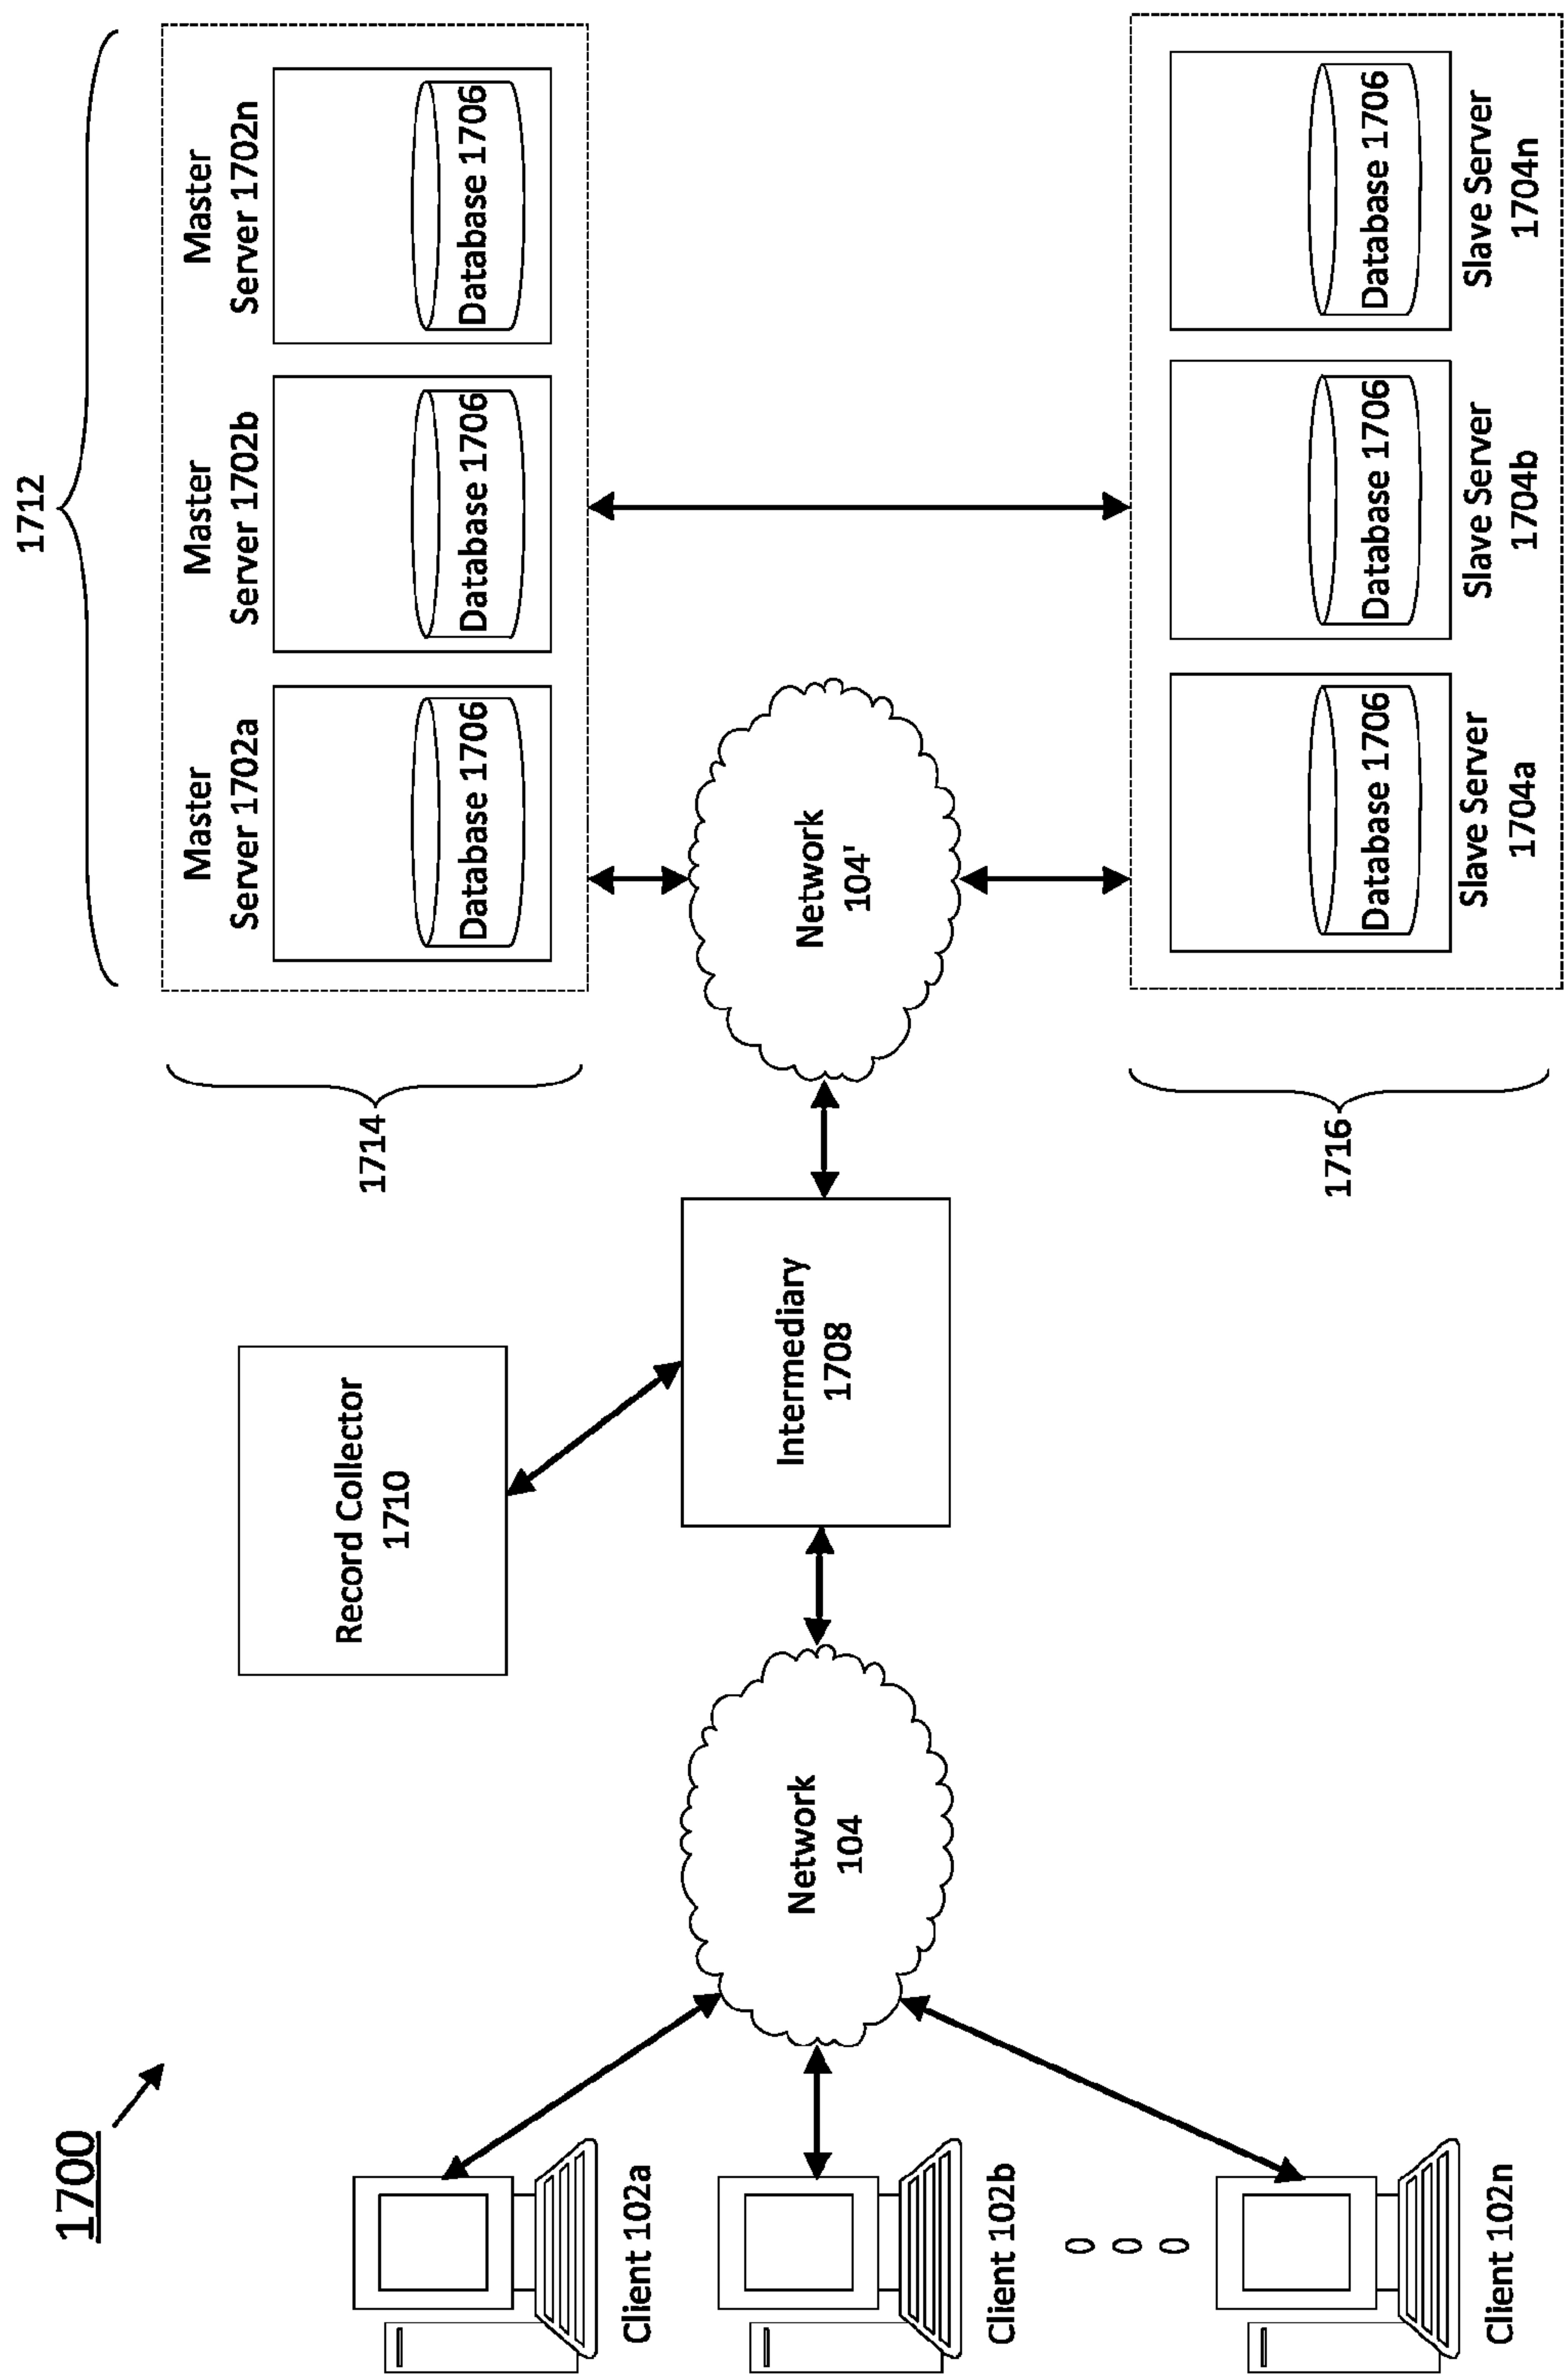 1700
1712
Master
Server 1702a
Database 1706
Master
Server 1702b
Database 1706
Master
Server 1702n
Database 1706
1714
Record Collector
1710
Client 102a
Network
104
Intermediary
1708
Network
104'
Client 102b
Client 102n
1716
Database 1706
Slave Server
1704a
Database 1706
Slave Server
1704b
Database 1706
Slave Server
1704n